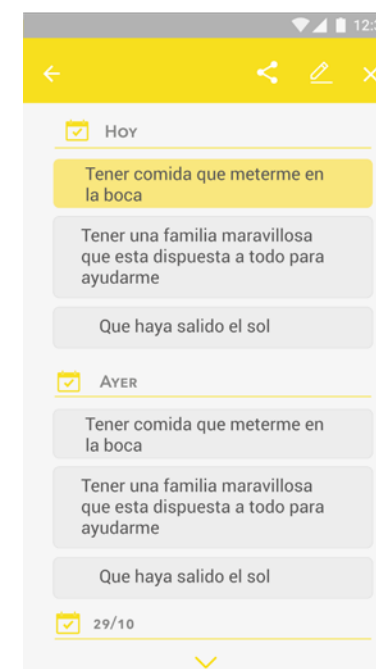 12:3
Hoy
Tener comida que meterme en
la boca
Tener una familia maravillosa
que esta dispuesta a todo para
ayudarme
Que haya salido el sol
Ayer
Tener comida que meterme en
la boca
Tener una familia maravillosa
que esta dispuesta a todo para
ayudarme
Que haya salido el sol
29/10